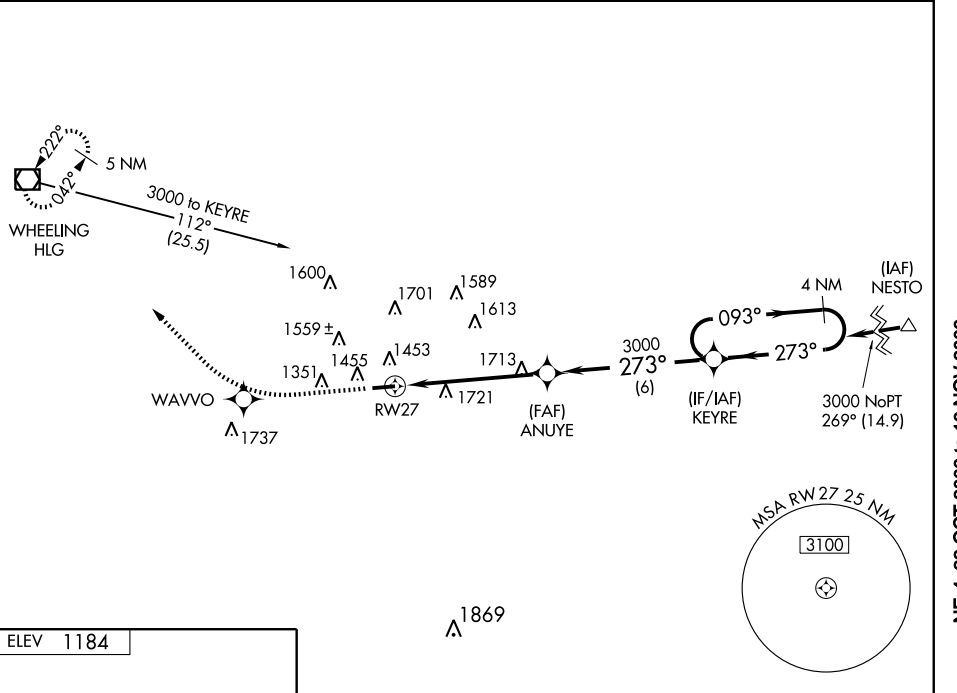 222°
5 NM
042°
WHEELING
HLG
3000 to KEYRE
112°
(25.5)
1600
1701
1589
1613
1559 ±
1453
1455
1351
1713
WAVVO
1737
RW27
1721
(FAF)
ANUYE
3000
273°
(6)
093°
4 NM
273°
(IF/IAF)
KEYRE
(IAF)
NESTO
3000 NoPT
269° (14.9)
MSA RW27 25 NM
3100
1869
ELEV 1184